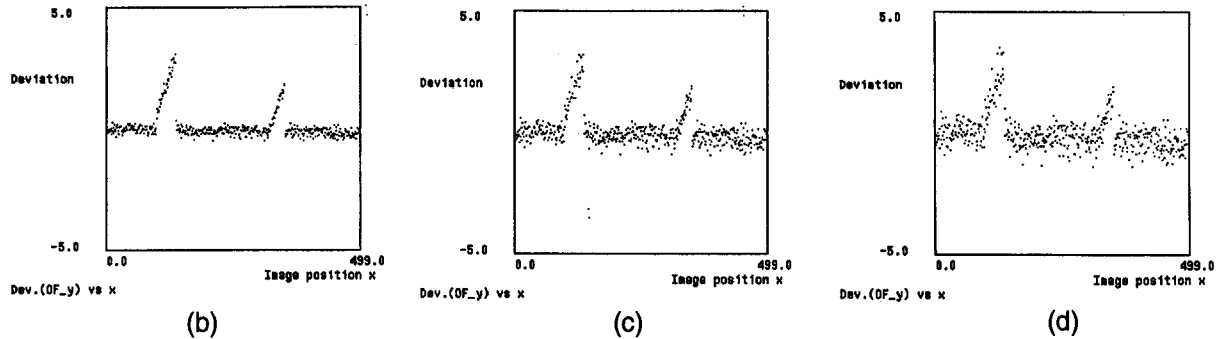 5.0
Deviation
-5.0
0.0 499.0
Image position x
Dev.(OF_y) vs x
(b)
5.0
Deviation
-5.0
0.0 499.0
Image position x
Dev.(OF_y) vs x
(c)
5.0
Deviation
-5.0
0.0 499.0
Image position x
Dev.(OF_y) vs x
(d)